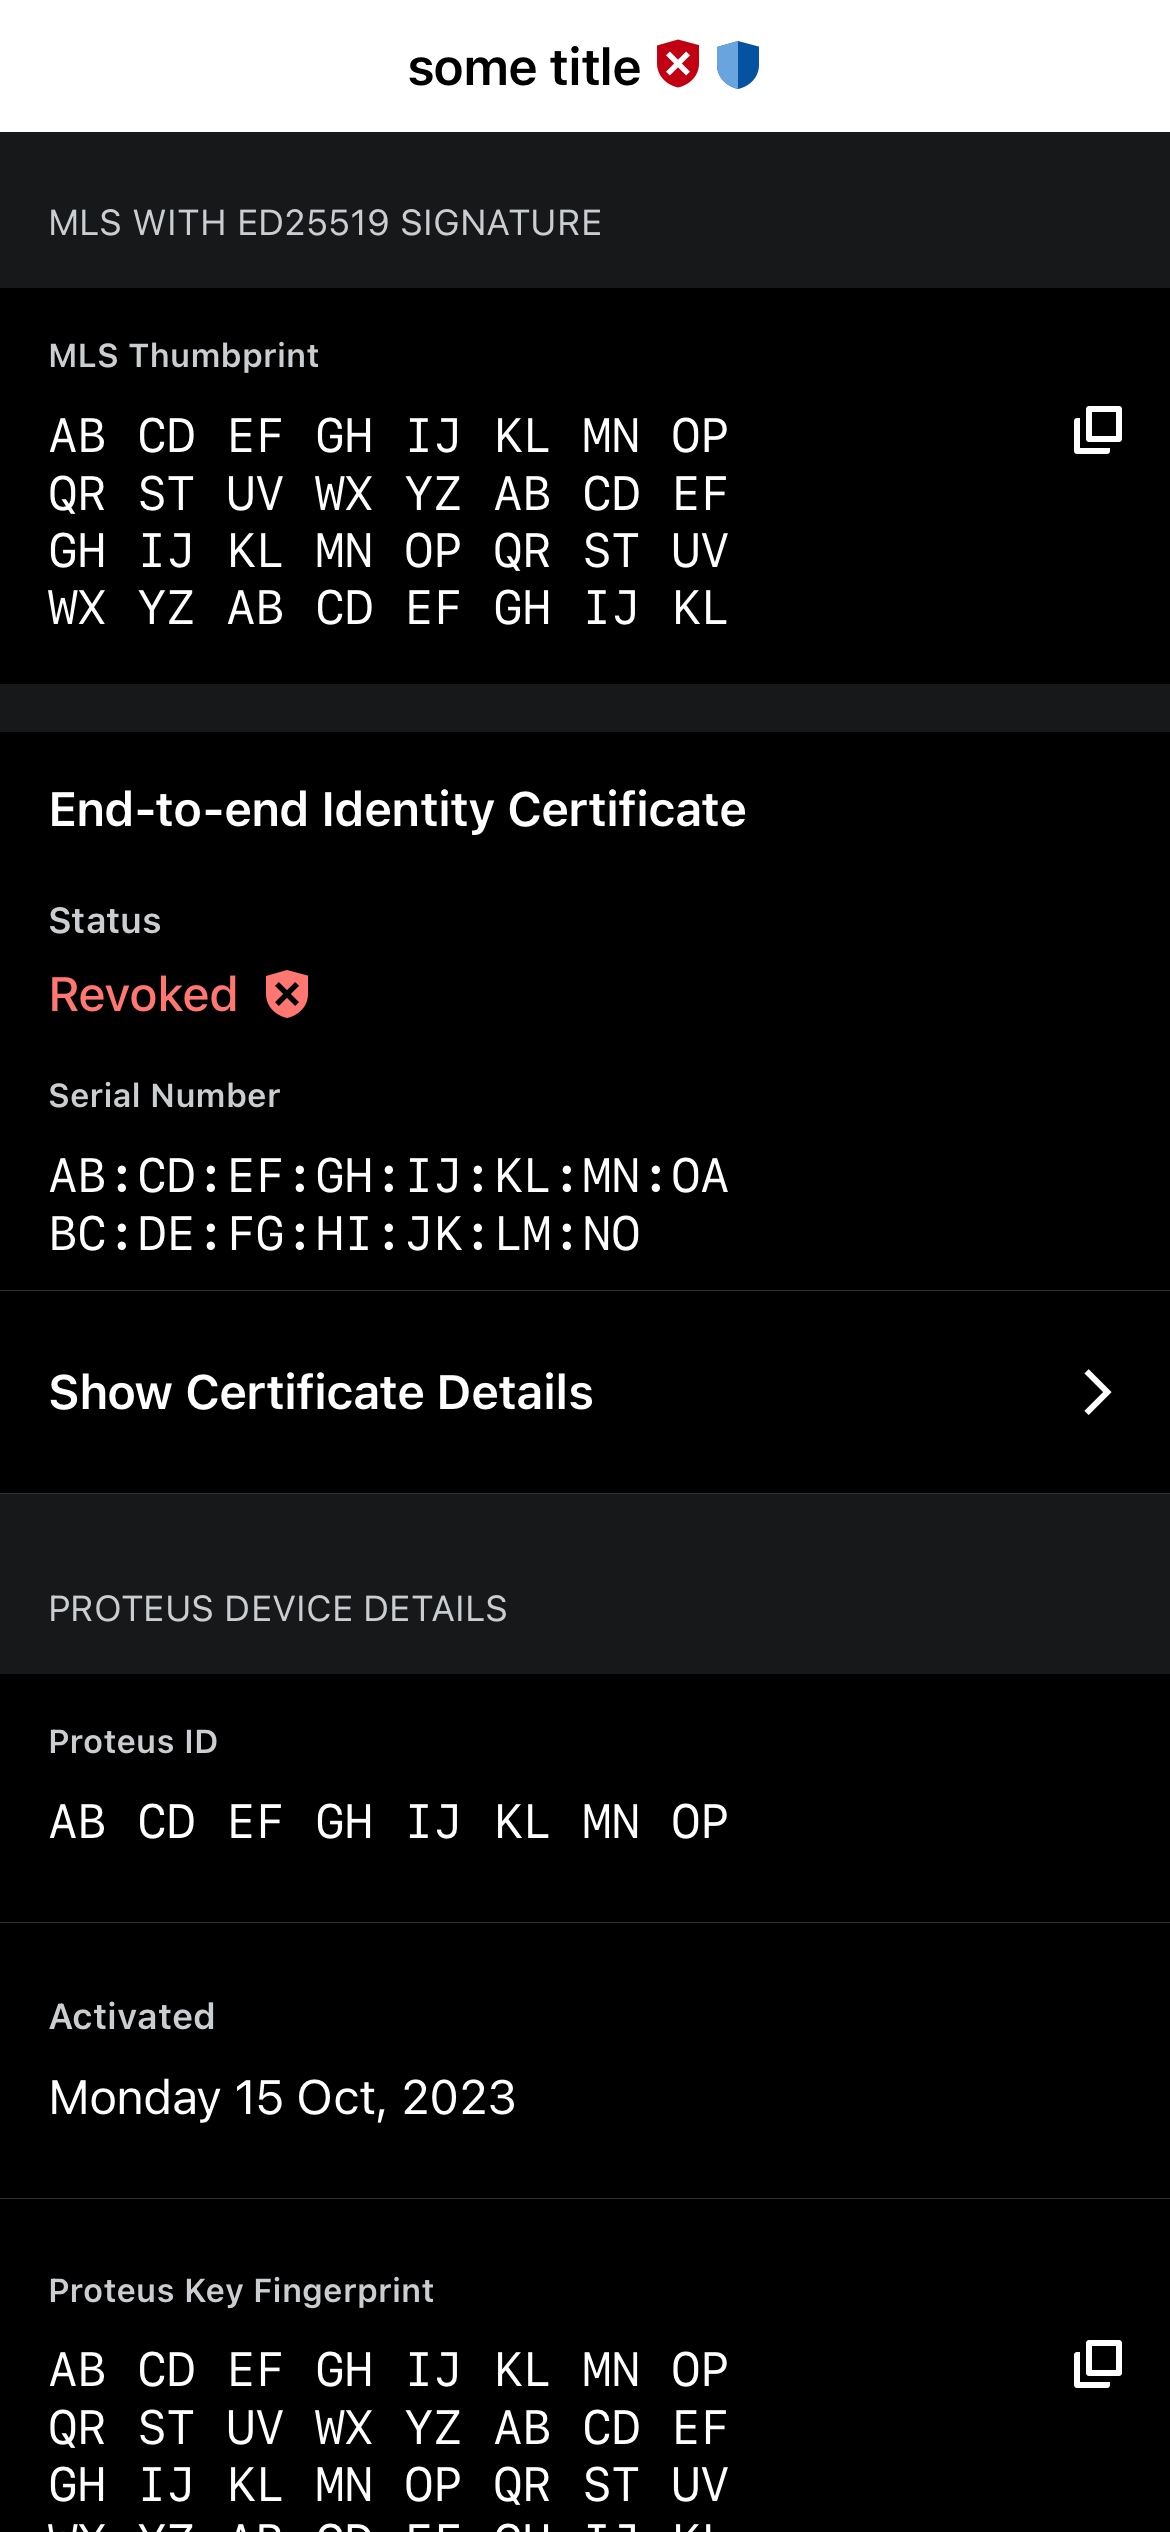 some title
MLS WITH ED25519 SIGNATURE
MLS Thumbprint
AB CD EF GH IJ KL MN OP
QR ST UV WX YZ AB CD EF
GH IJ KL MN OP QR ST UV
WX YZ AB CD EF GH IJ KL
End-to-end Identity Certificate
Status
Revoked
Serial Number
AB:CD:EF:GH:IJ:KL:MN:OA
BC:DE:FG:HI:JK:LM:NO
Show Certificate Details
PROTEUS DEVICE DETAILS
Proteus ID
AB CD EF GH IJ KL MN OP
Activated
Monday 15 Oct, 2023
Proteus Key Fingerprint
AB CD EF GH IJ KL MN OP
QR ST UV WX YZ AB CD EF
GH IJ KL MN OP QR ST UV